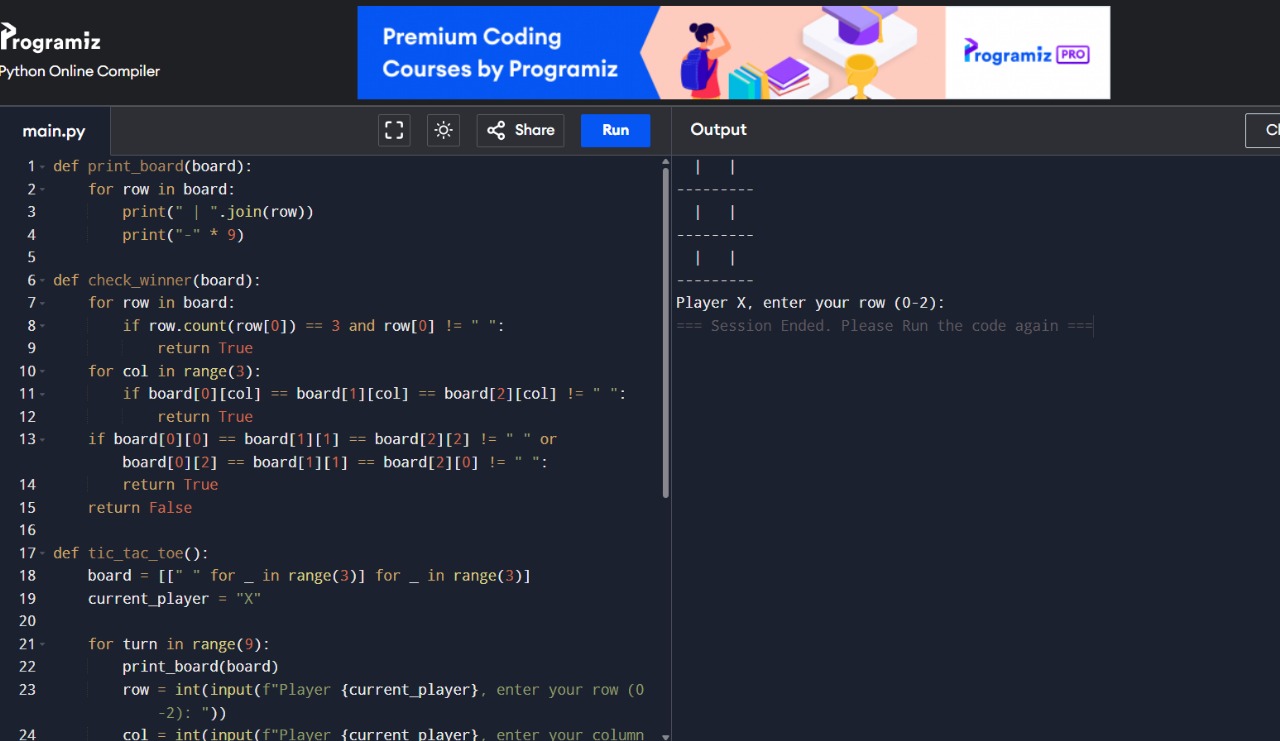 Programiz
Python Online Compiler
Premium Coding
Courses by Programiz
Programiz PRO
main.py
Share
Run
Output
1 def print_board(board):
2     for row in board:
3         print(" | ".join(row))
4         print("-" * 9)
5
6 def check_winner(board):
7     for row in board:
8         if row.count(row[0]) == 3 and row[0] != " ":
9             return True
10     for col in range(3):
11         if board[0][col] == board[1][col] == board[2][col] != " ":
12             return True
13     if board[0][0] == board[1][1] == board[2][2] != " " or
        board[0][2] == board[1][1] == board[2][0] != " ":
14         return True
15     return False
16
17 def tic_tac_toe():
18     board = [[" " for _ in range(3)] for _ in range(3)]
19     current_player = "X"
20
21     for turn in range(9):
22         print_board(board)
23         row = int(input(f"Player {current_player}, enter your row (0
            -2): "))
24         col = int(input(f"Player {current_player}, enter your column
  |   |
---------
  |   |
---------
  |   |
---------
Player X, enter your row (0-2):
=== Session Ended. Please Run the code again ===